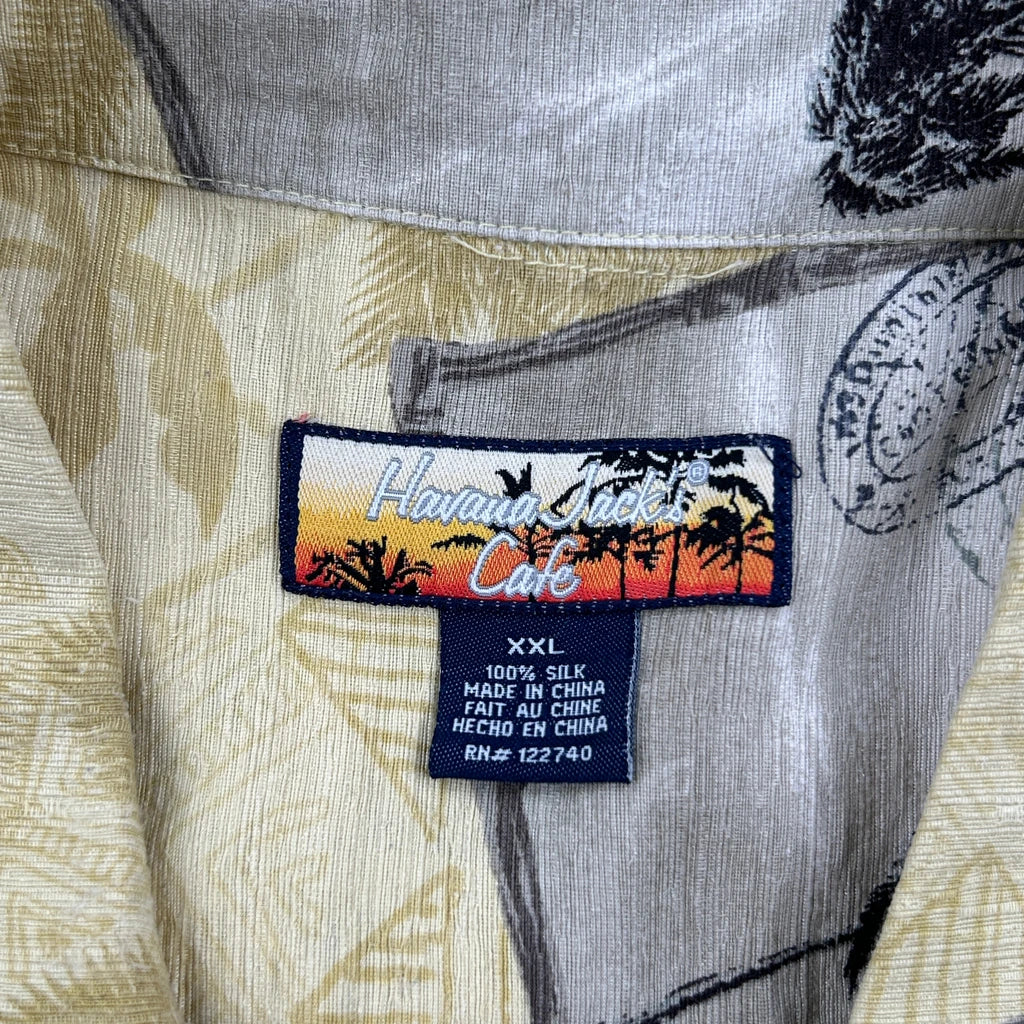 Havana Jack's®
Cafe
XXL
100% SILK
MADE IN CHINA
FAIT AU CHINE
HECHO EN CHINA
RN# 122740